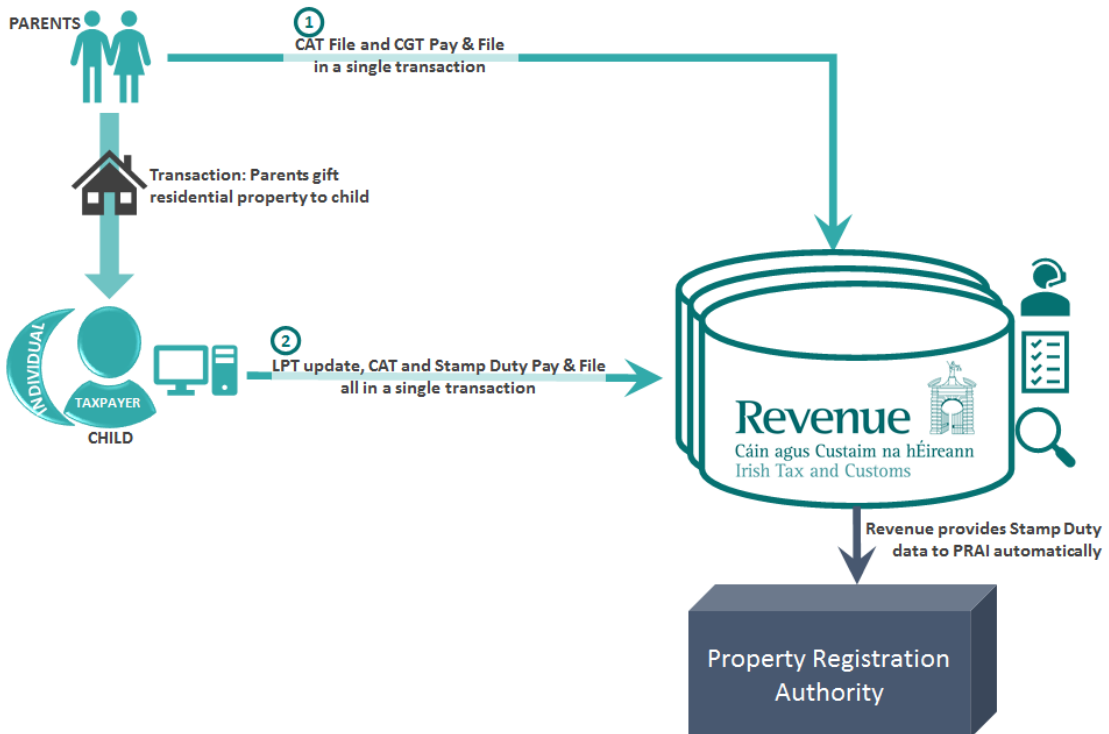 PARENTS
1
CAT File and CGT Pay & File
in a single transaction
Transaction: Parents gift
residential property to child
INDIVIDUAL
TAXPAYER
CHILD
2
LPT update, CAT and Stamp Duty Pay & File
all in a single transaction
Revenue
Cáin agus Custaim na hÉireann
Irish Tax and Customs
Revenue provides Stamp Duty
data to PRAI automatically
Property Registration
Authority